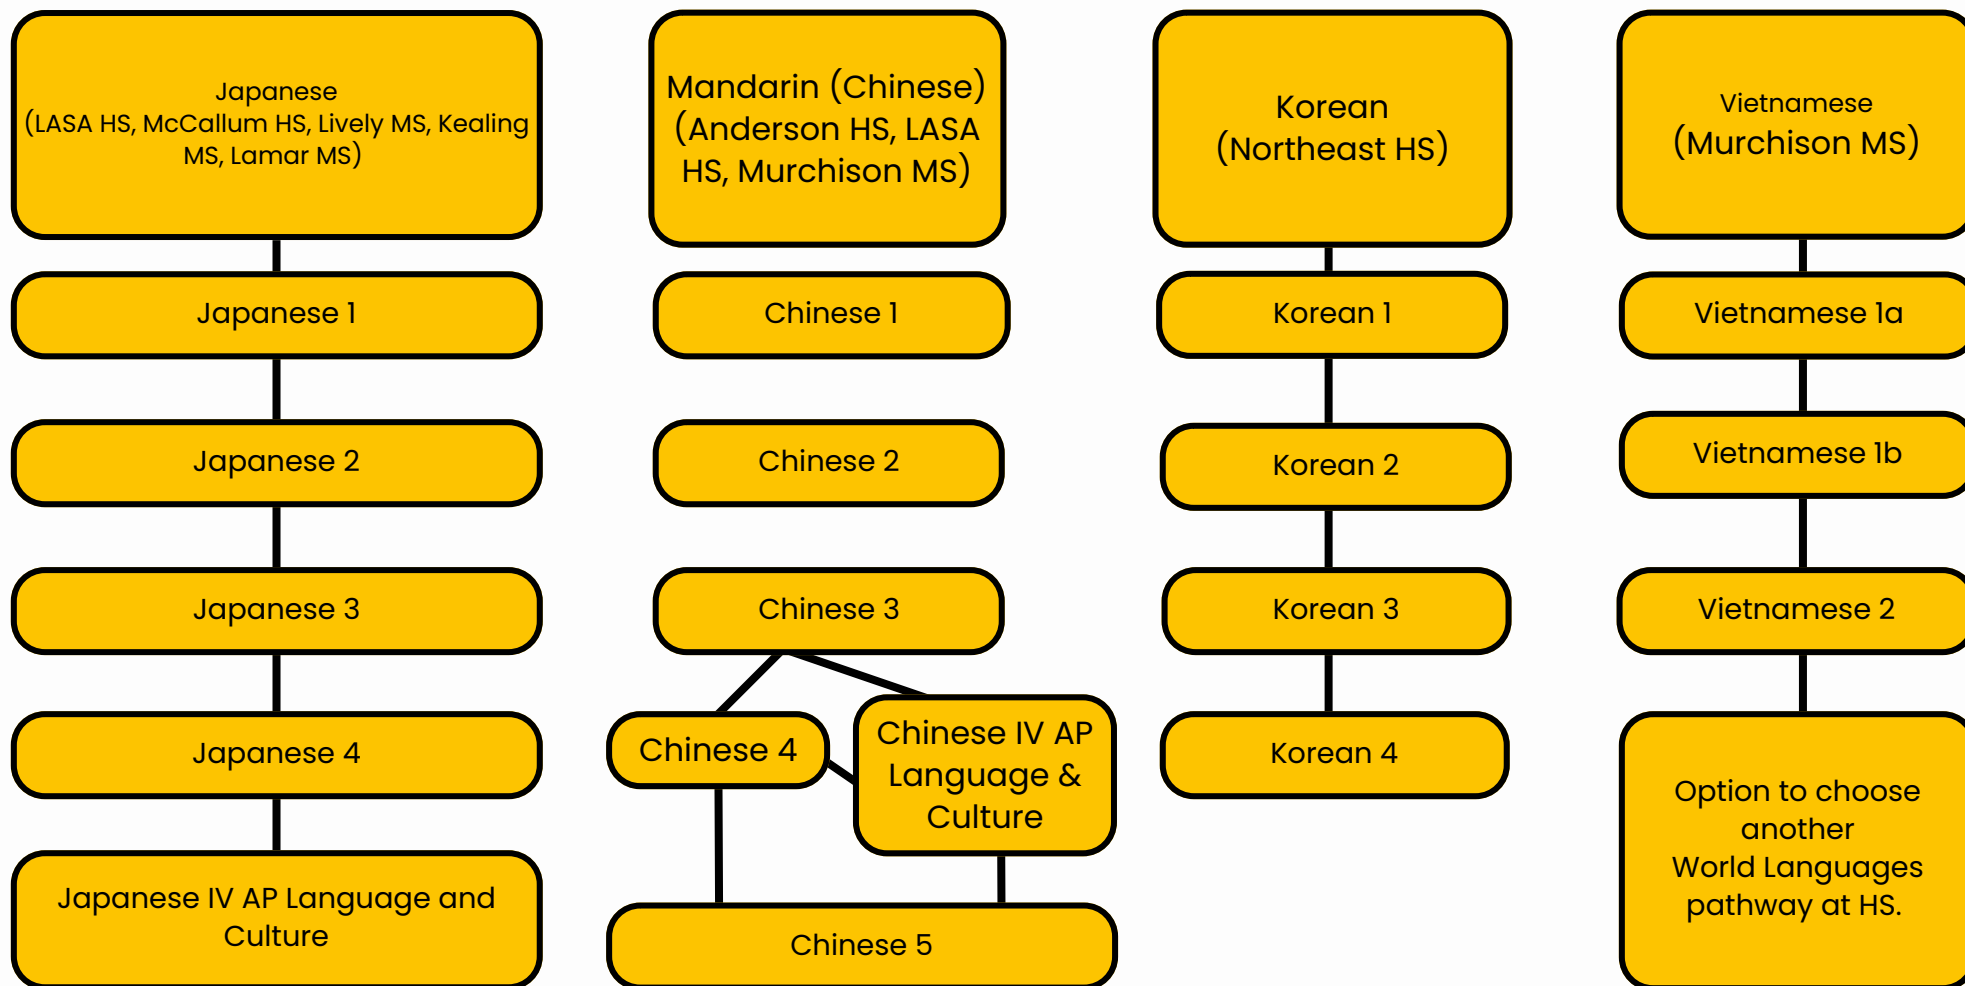 Japanese
(LASA HS, McCallum HS, Lively MS, Kealing
MS, Lamar MS)
Japanese 1
Japanese 2
Japanese 3
Japanese 4
Japanese IV AP Language and
Culture
Mandarin (Chinese)
(Anderson HS, LASA
HS, Murchison MS)
Chinese 1
Chinese 2
Chinese 3
Chinese 4
Chinese IV AP
Language &
Culture
Chinese 5
Korean
(Northeast HS)
Korean 1
Korean 2
Korean 3
Korean 4
Vietnamese
(Murchison MS)
Vietnamese 1a
Vietnamese 1b
Vietnamese 2
Option to choose
another
World Languages
pathway at HS.